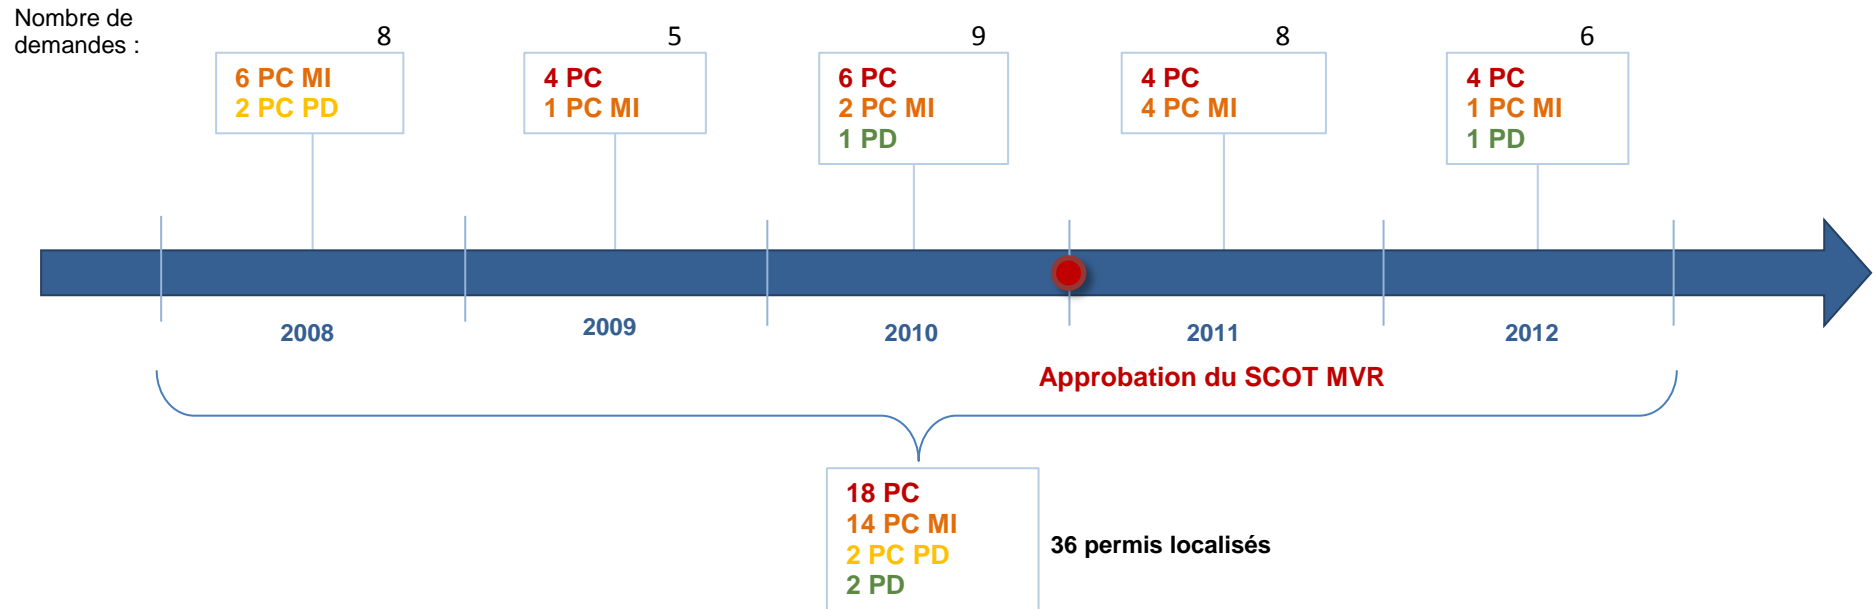 Nombre de
demandes :
8
5
9
8
6
6 PC MI
2 PC PD
4 PC
1 PC MI
6 PC
2 PC MI
1 PD
4 PC
4 PC MI
4 PC
1 PC MI
1 PD
2008
2009
2010
2011
2012
Approbation du SCOT MVR
18 PC
14 PC MI
2 PC PD
2 PD
36 permis localisés